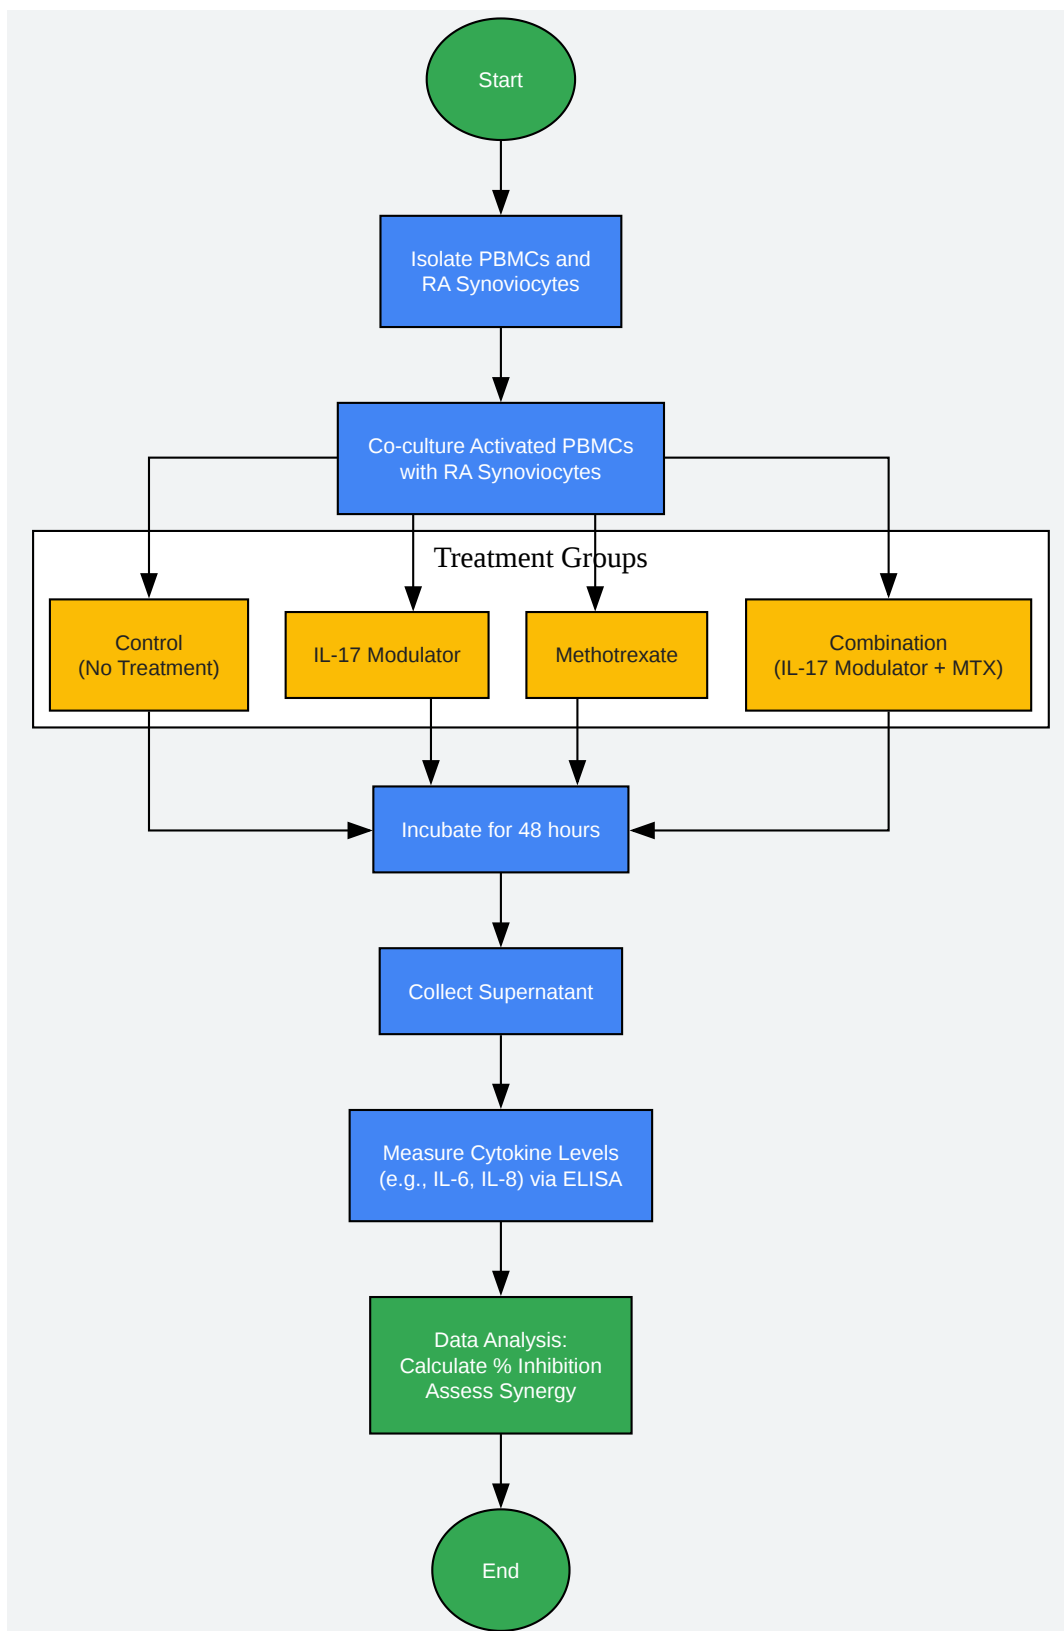 Start
Isolate PBMCs and
RA Synoviocytes
Co-culture Activated PBMCs
with RA Synoviocytes
Treatment Groups
Control
(No Treatment)
IL-17 Modulator
Methotrexate
Combination
(IL-17 Modulator + MTX)
Incubate for 48 hours
Collect Supernatant
Measure Cytokine Levels
(e.g., IL-6, IL-8) via ELISA
Data Analysis:
Calculate % Inhibition
Assess Synergy
End